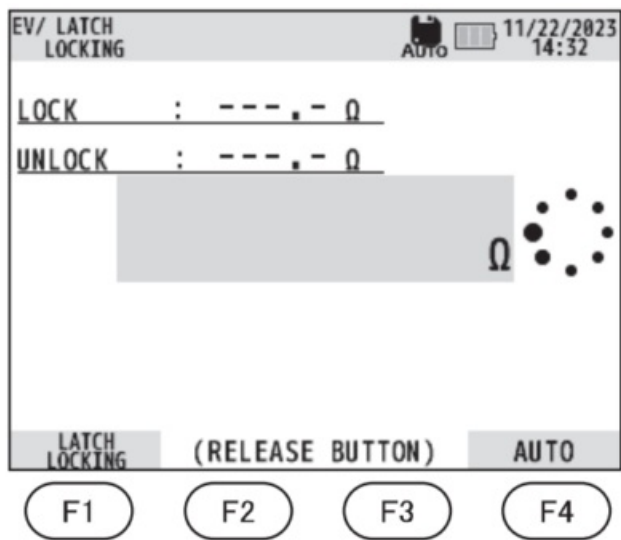 EV/ LATCH
LOCKING
AUTO
11/22/2023
14:32
LOCK : ---.- Ω
UNLOCK : ---.- Ω
Ω
LATCH
LOCKING
(RELEASE BUTTON)
AUTO
F1 F2 F3 F4